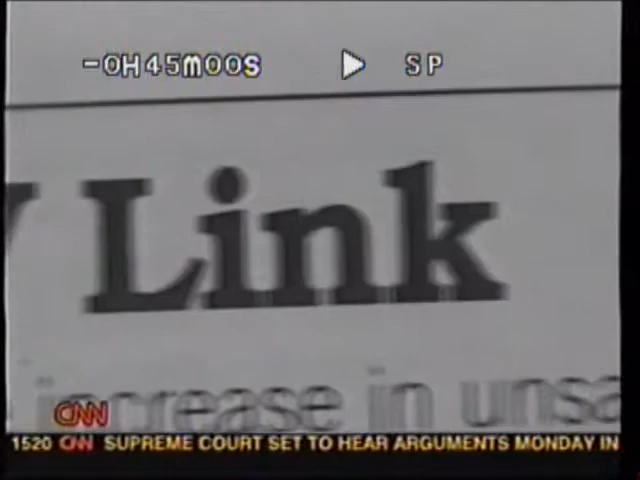 -0H45M00S SP
Link
increase in unsa
CNN
1520 CNN SUPREME COURT SET TO HEAR ARGUMENTS MONDAY IN